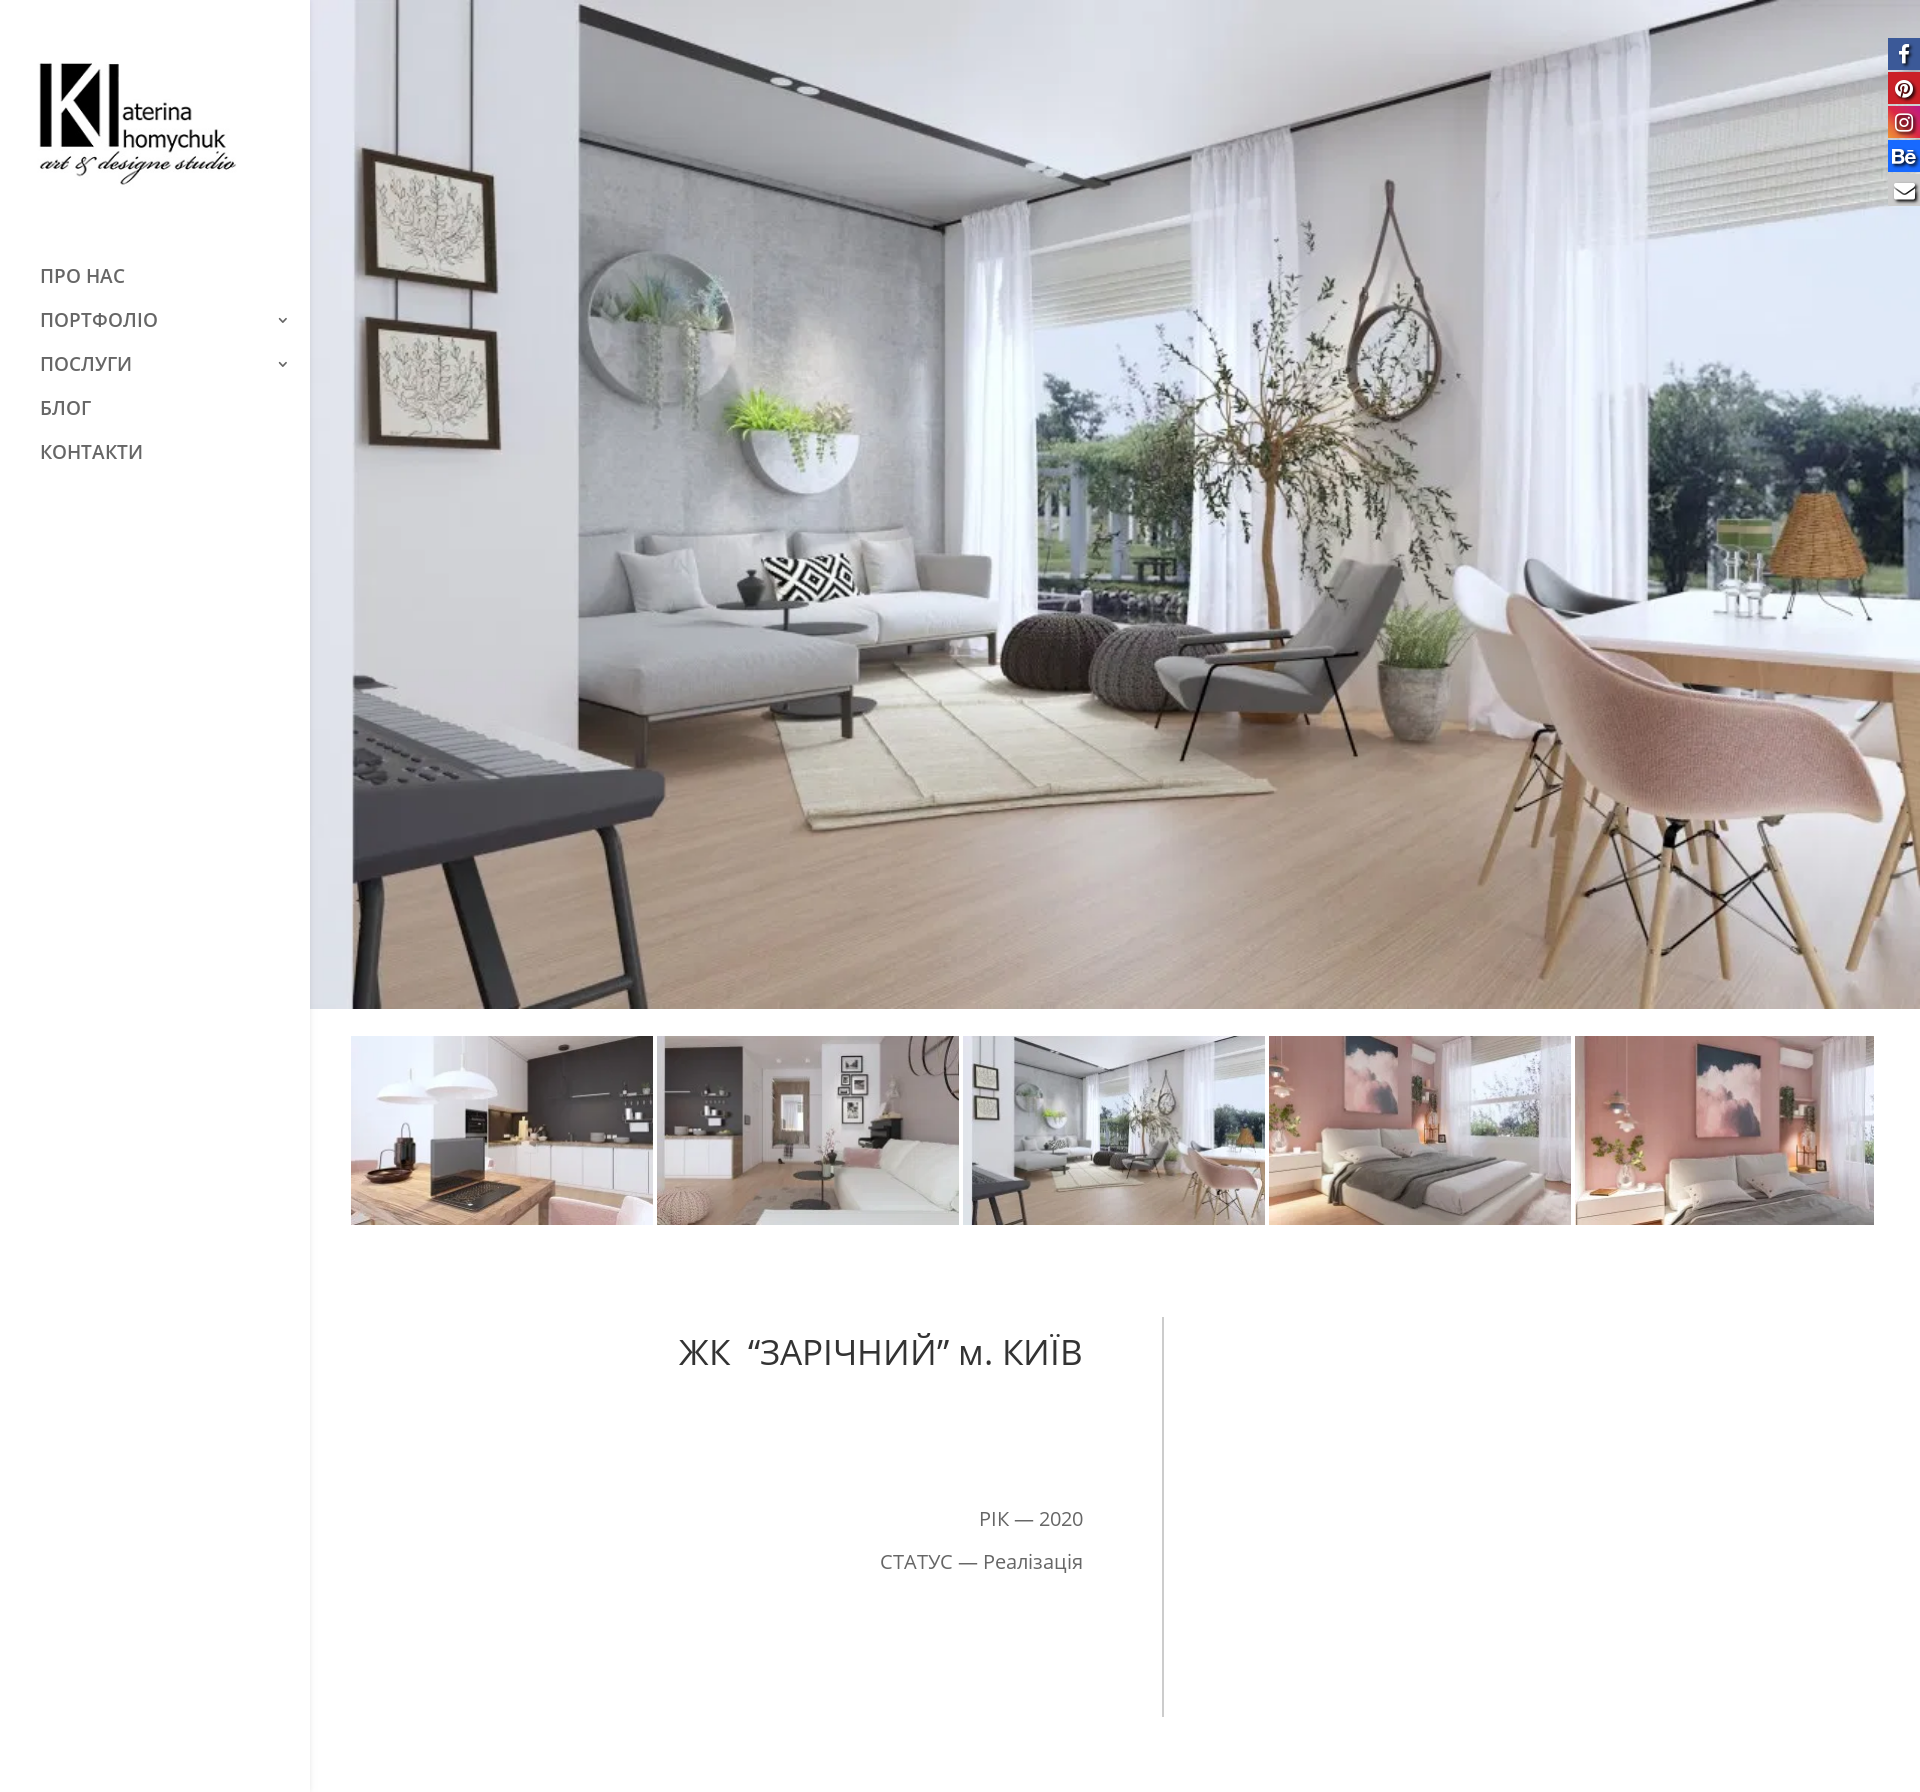 K K
aterina
homychuk
art & designe studio
ПРО НАС
ПОРТФОЛІО
ПОСЛУГИ
БЛОГ
КОНТАКТИ
Bē
ЖК “ЗАРІЧНИЙ” м. КИЇВ
РІК — 2020
СТАТУС — Реалізація